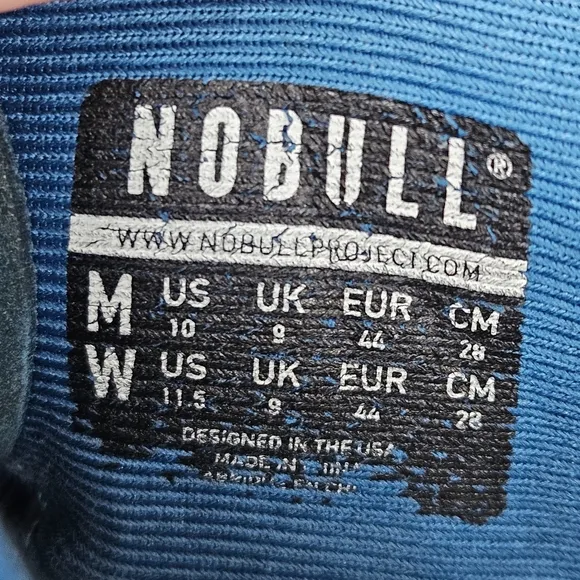 NOBULL®
WWW.NOBULLPROJECT.COM
M US UK EUR CM
10 9 44 28
W US UK EUR CM
11.5 9 44 28
DESIGNED IN THE USA
MADE IN